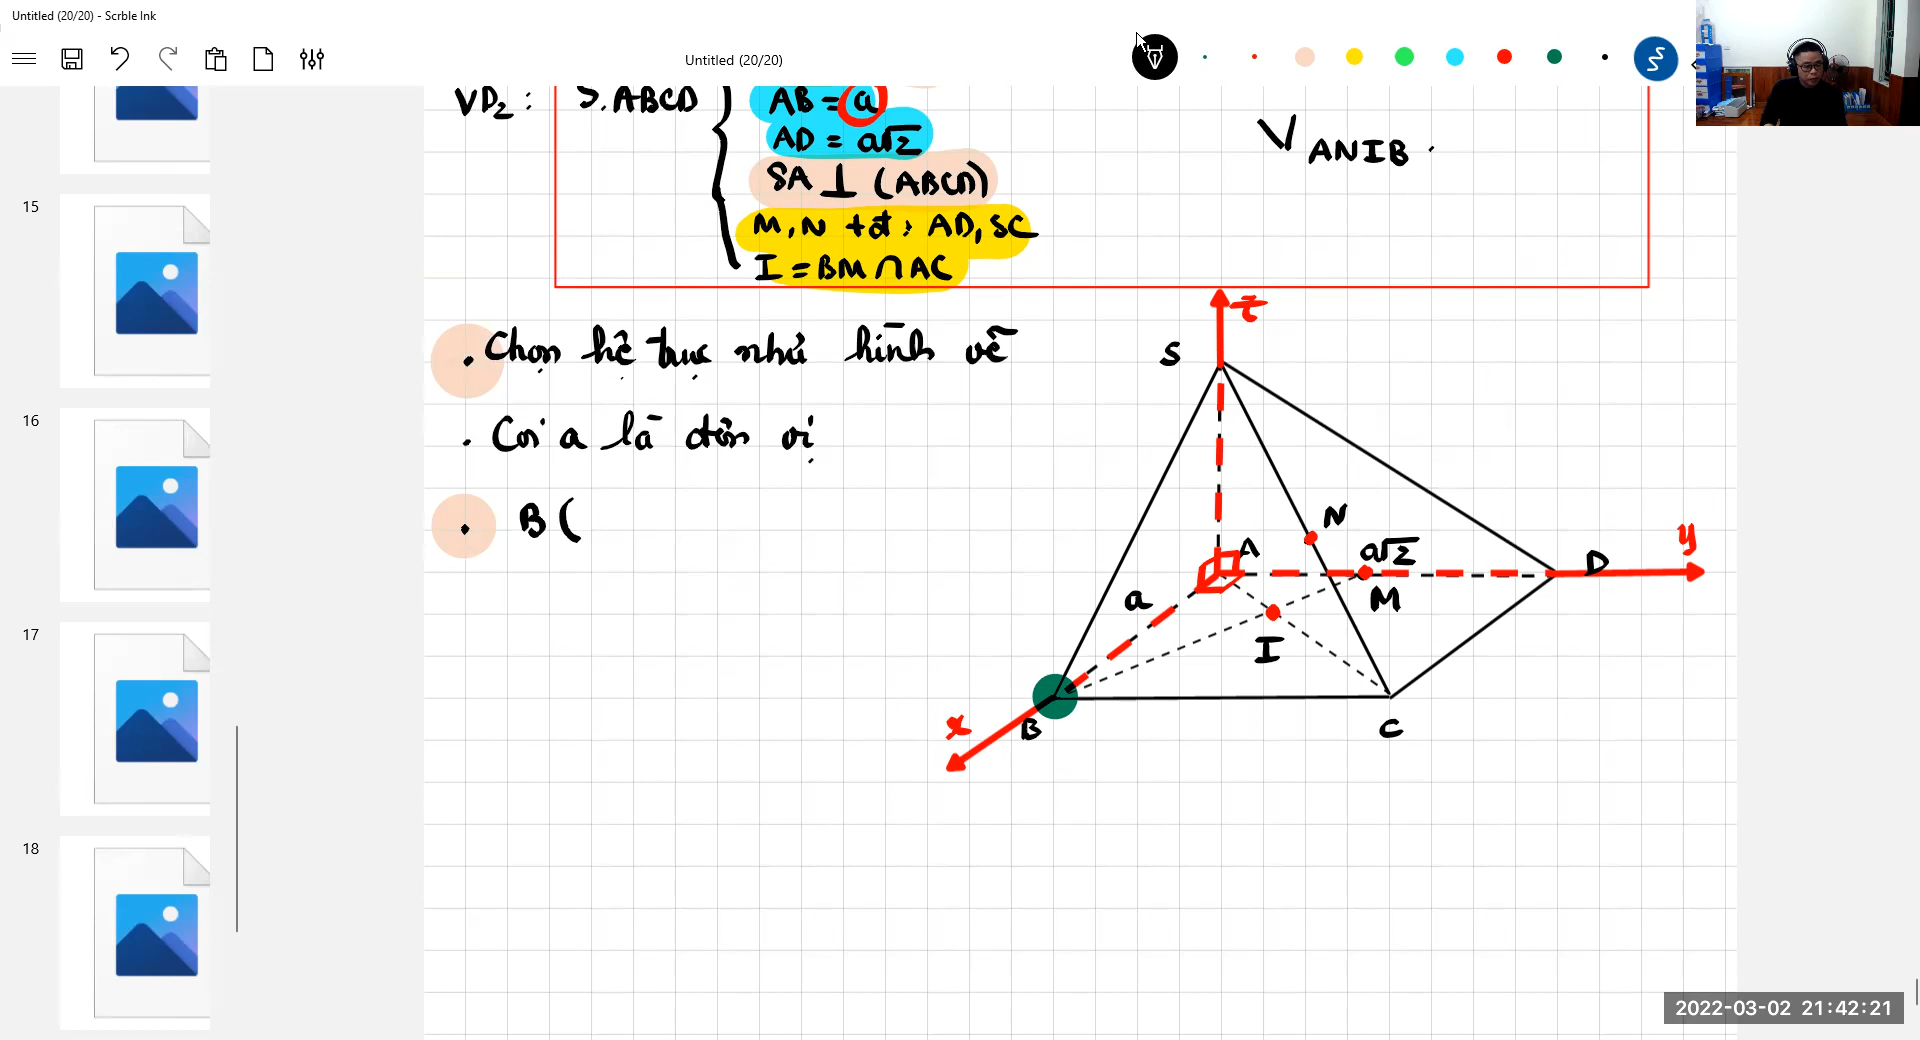 Untitled (20/20) - Scrble Ink
Untitled (20/20)
VD₂ : S.ABCD
AB = a
AD = a√2
SA ⊥ (ABCD)
M, N tđ : AD, SC
I = BM ∩ AC
V ANIB .
15
16
17
18
. Chọn hệ trục như hình vẽ
. Coi a là đơn vị
. B (
z
S
N
A
a√2
D
y
a
M
I
x
B
C
2022-03-02 21:42:21